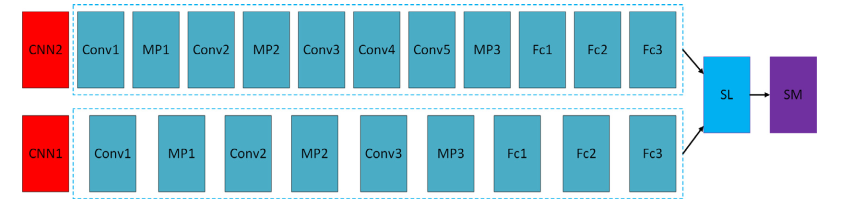 CNN2 Conv1 MP1 Conv2 MP2 Conv3 Conv4 Conv5 MP3 Fc1 Fc2 Fc3
SL SM
CNN1 Conv1 MP1 Conv2 MP2 Conv3 MP3 Fc1 Fc2 Fc3